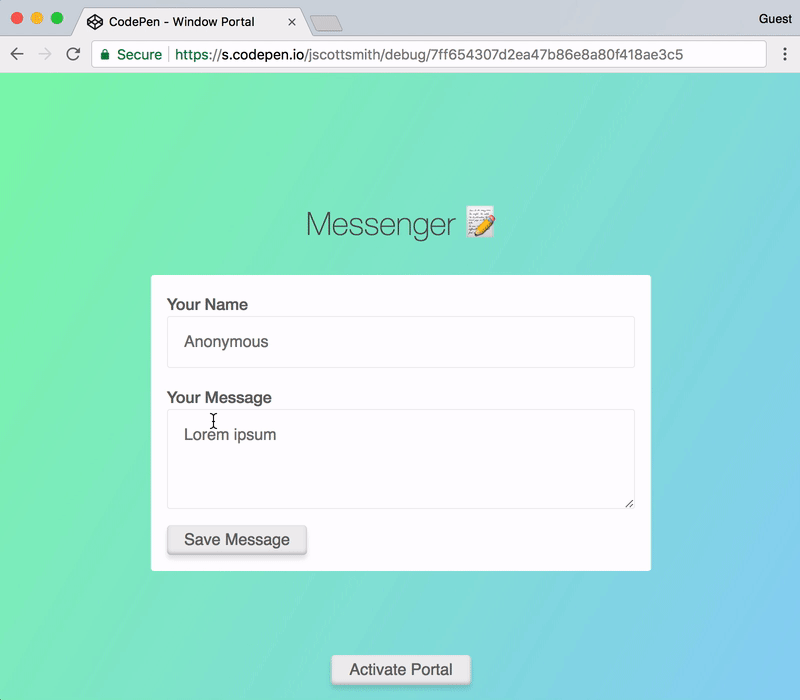 CodePen - Window Portal
Guest
Secure https://s.codepen.io/jscottsmith/debug/7ff654307d2ea47b86e8a80f418ae3c5
Messenger
Your Name
Anonymous
Your Message
Lorem ipsum
Save Message
Activate Portal